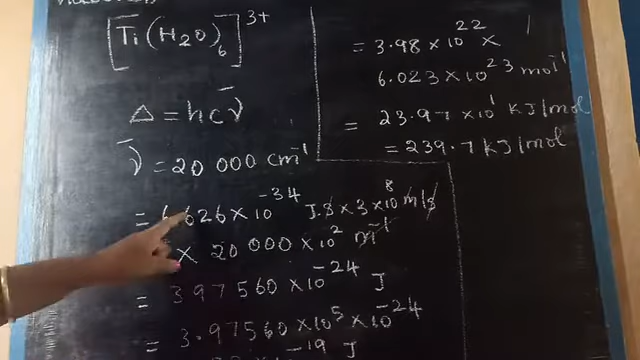 [Ti(H2O)6]3+
Δ = hcν̄
ν̄ = 20 000 cm-1
= 6.626 × 10-34 J.s × 3 × 108 m/s
× 20 000 × 102 m-1
= 397560 × 10-24 J
= 3.97560 × 105 × 10-24
-19 J
= 3.98 × 1022 ×
6.023 × 1023 mol-1
= 23.97 × 101 KJ/mol
= 239.7 KJ/mol